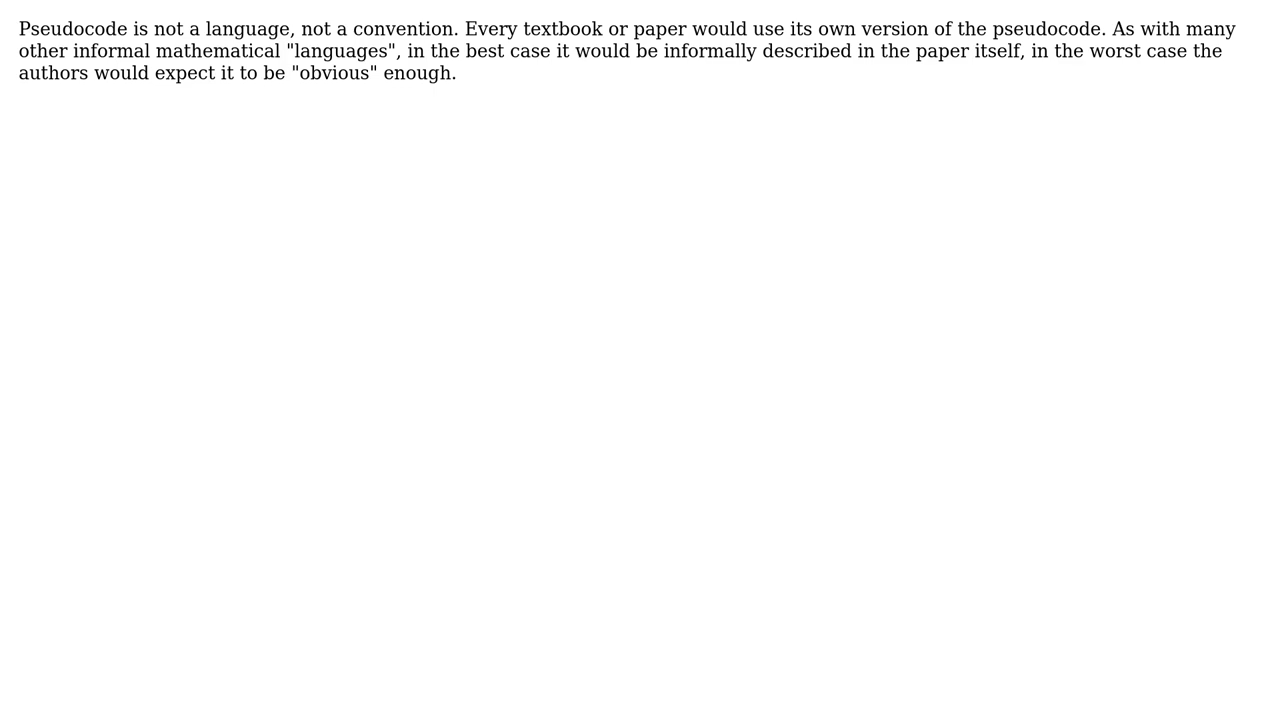 Pseudocode is not a language, not a convention. Every textbook or paper would use its own version of the pseudocode. As with many
other informal mathematical "languages", in the best case it would be informally described in the paper itself, in the worst case the
authors would expect it to be "obvious" enough.